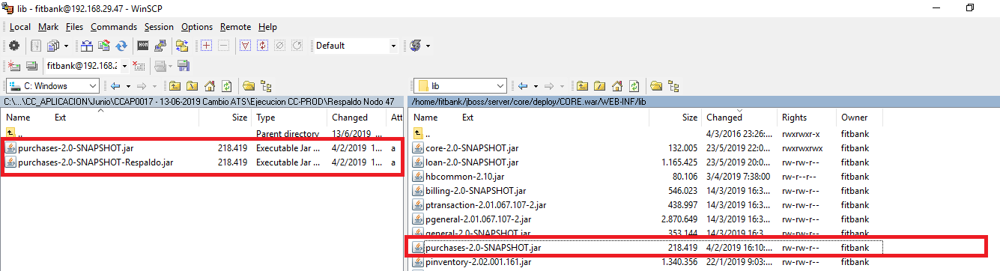 lib - fitbank@192.168.29.47 - WinSCP
Local Mark Files Commands Session Options Remote Help
Default
fitbank@192.168.2
C: Windows
lib
C:\...\CC_APLICACION\Junio\CCAP0017 - 13-06-2019 Cambio ATS\Ejecucion CC-PROD\Respaldo Nodo 47
/home/fitbank/jboss/server/core/deploy/CORE.war/WEB-INF/lib
Name Ext Size Type Changed Att
Name Ext Size Changed Rights Owner
.. Parent directory 13/6/2019 ...
purchases-2.0-SNAPSHOT.jar 218.419 Executable Jar ... 4/2/2019 1... a
purchases-2.0-SNAPSHOT-Respaldo.jar 218.419 Executable Jar ... 4/2/2019 1... a
.. 4/3/2016 23:26:... rwxrwxr-x fitbank
core-2.0-SNAPSHOT.jar 132.005 23/5/2019 22:0... rwxrwxrwx fitbank
loan-2.0-SNAPSHOT.jar 1.165.425 23/5/2019 20:0... rw-rw-r-- fitbank
hbcommon-2.10.jar 80.106 3/4/2019 7:38:00 rw-r--r-- fitbank
billing-2.0-SNAPSHOT.jar 546.023 14/3/2019 16:3... rw-rw-r-- fitbank
ptransaction-2.01.067.107-2.jar 438.997 14/3/2019 16:3... rw-rw-r-- fitbank
pgeneral-2.01.067.107-2.jar 2.870.649 14/3/2019 16:3... rw-rw-r-- fitbank
general-2.0-SNAPSHOT.jar 353.144 14/3/2019 16:3... rw-rw-r-- fitbank
purchases-2.0-SNAPSHOT.jar 218.419 4/2/2019 16:10:... rw-rw-r-- fitbank
pinventory-2.02.001.161.jar 1.340.356 22/1/2019 9:03:... rw-rw-r-- fitbank